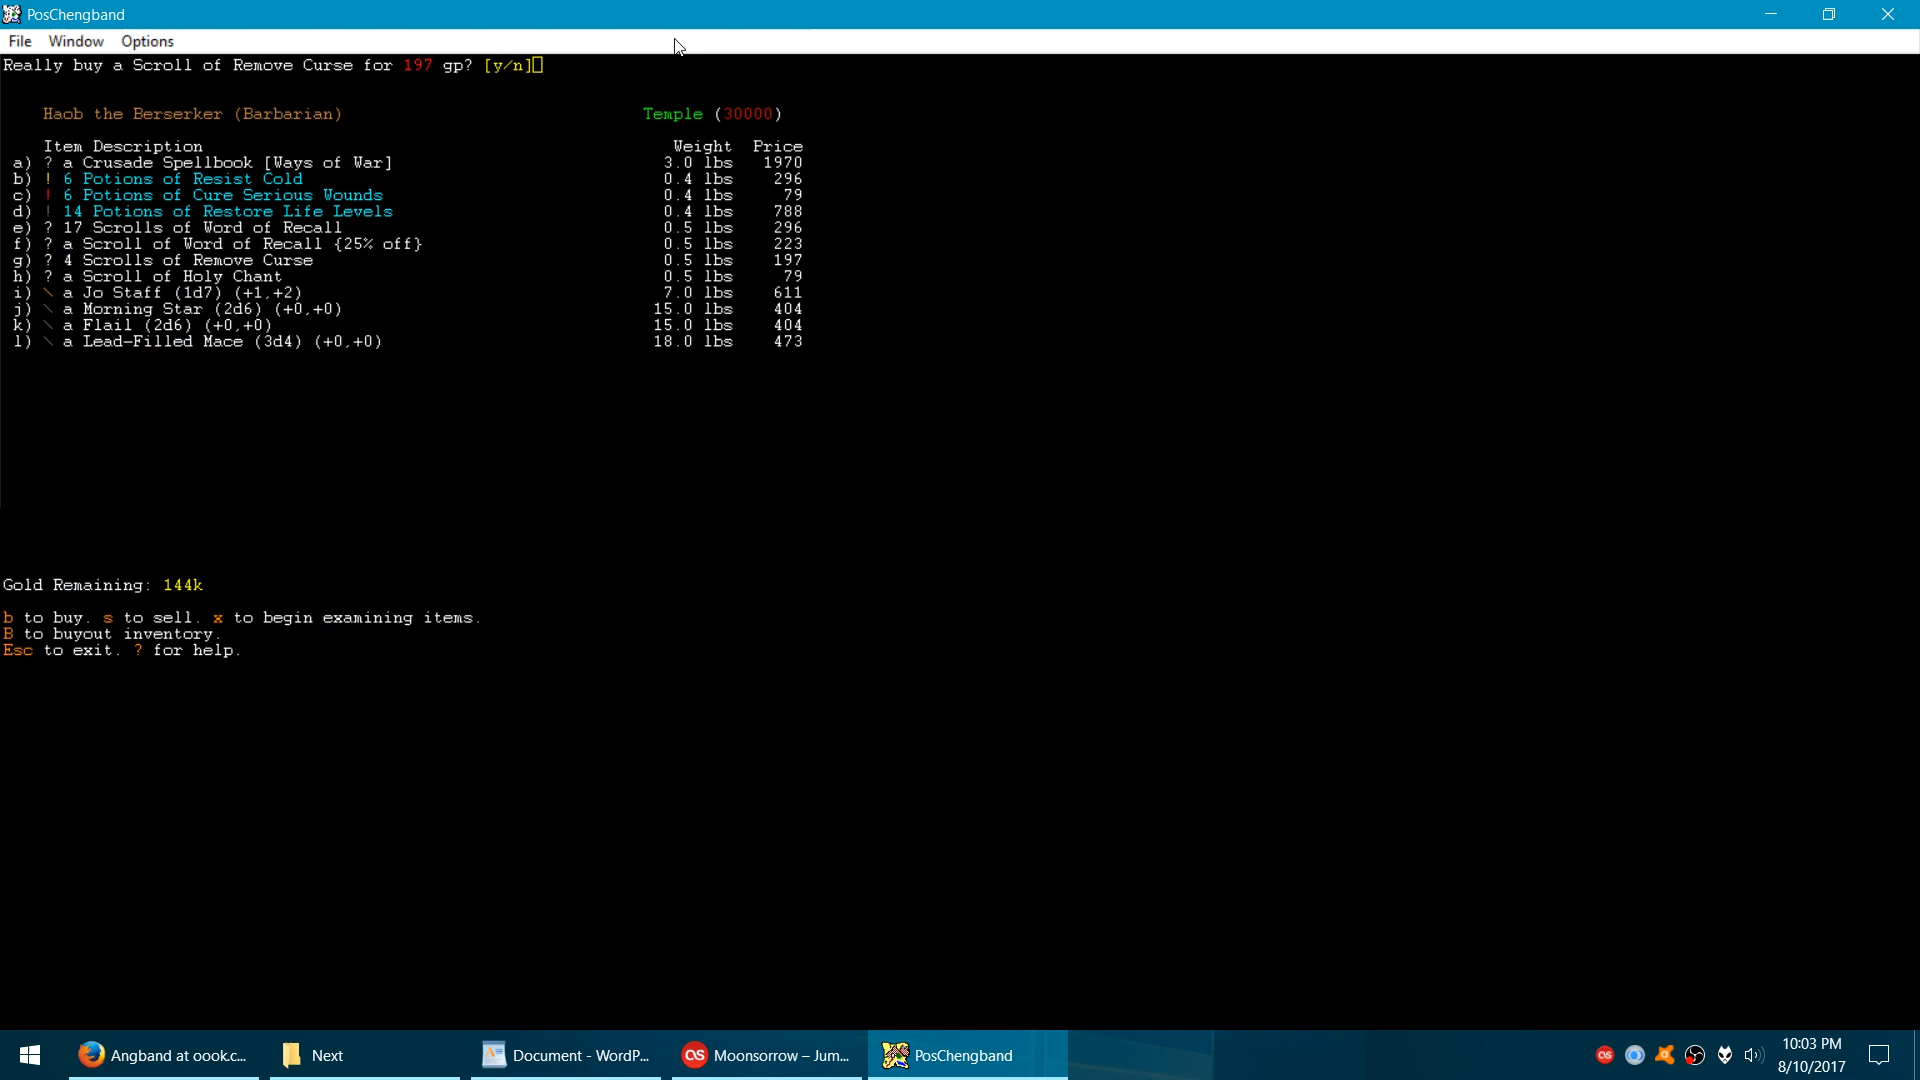 PosChengband
File Window Options
Really buy a Scroll of Remove Curse for 197 gp? [y/n]
Haob the Berserker (Barbarian) Temple (30000)
Item Description Weight Price
a) ? a Crusade Spellbook [Ways of War] 3.0 lbs 1970
b) ! 6 Potions of Resist Cold 0.4 lbs 296
c) ! 6 Potions of Cure Serious Wounds 0.4 lbs 79
d) ! 14 Potions of Restore Life Levels 0.4 lbs 788
e) ? 17 Scrolls of Word of Recall 0.5 lbs 296
f) ? a Scroll of Word of Recall {25% off} 0.5 lbs 223
g) ? 4 Scrolls of Remove Curse 0.5 lbs 197
h) ? a Scroll of Holy Chant 0.5 lbs 79
i) \ a Jo Staff (1d7) (+1,+2) 7.0 lbs 611
j) \ a Morning Star (2d6) (+0,+0) 15.0 lbs 404
k) \ a Flail (2d6) (+0,+0) 15.0 lbs 404
l) \ a Lead-Filled Mace (3d4) (+0,+0) 18.0 lbs 473
Gold Remaining: 144k
b to buy. s to sell. x to begin examining items.
B to buyout inventory.
Esc to exit. ? for help.
Angband at oook.c... Next Document - WordP... Moonsorrow – Jum... PosChengband
10:03 PM
8/10/2017